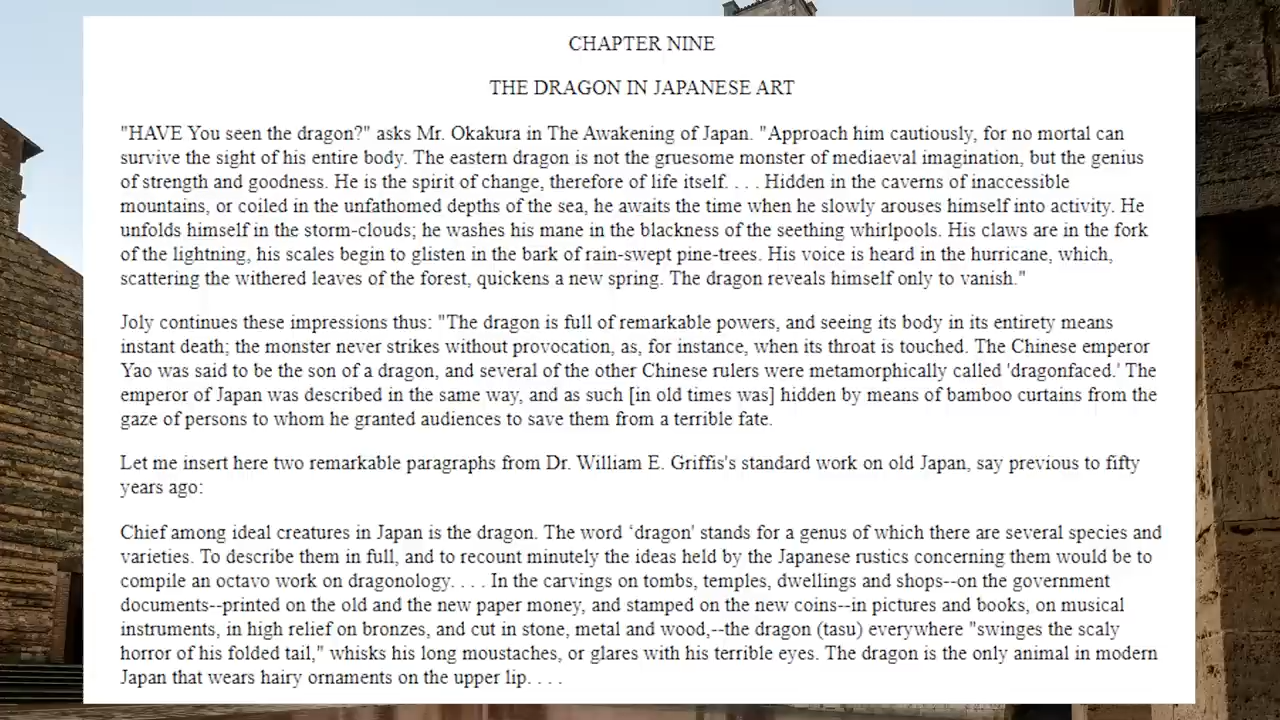 CHAPTER NINE
THE DRAGON IN JAPANESE ART
"HAVE You seen the dragon?" asks Mr. Okakura in The Awakening of Japan. "Approach him cautiously, for no mortal can
survive the sight of his entire body. The eastern dragon is not the gruesome monster of mediaeval imagination, but the genius
of strength and goodness. He is the spirit of change, therefore of life itself. . . . Hidden in the caverns of inaccessible
mountains, or coiled in the unfathomed depths of the sea, he awaits the time when he slowly arouses himself into activity. He
unfolds himself in the storm-clouds; he washes his mane in the blackness of the seething whirlpools. His claws are in the fork
of the lightning, his scales begin to glisten in the bark of rain-swept pine-trees. His voice is heard in the hurricane, which,
scattering the withered leaves of the forest, quickens a new spring. The dragon reveals himself only to vanish."
Joly continues these impressions thus: "The dragon is full of remarkable powers, and seeing its body in its entirety means
instant death; the monster never strikes without provocation, as, for instance, when its throat is touched. The Chinese emperor
Yao was said to be the son of a dragon, and several of the other Chinese rulers were metamorphically called 'dragonfaced.' The
emperor of Japan was described in the same way, and as such [in old times was] hidden by means of bamboo curtains from the
gaze of persons to whom he granted audiences to save them from a terrible fate.
Let me insert here two remarkable paragraphs from Dr. William E. Griffis's standard work on old Japan, say previous to fifty
years ago:
Chief among ideal creatures in Japan is the dragon. The word ‘dragon' stands for a genus of which there are several species and
varieties. To describe them in full, and to recount minutely the ideas held by the Japanese rustics concerning them would be to
compile an octavo work on dragonology. . . . In the carvings on tombs, temples, dwellings and shops--on the government
documents--printed on the old and the new paper money, and stamped on the new coins--in pictures and books, on musical
instruments, in high relief on bronzes, and cut in stone, metal and wood,--the dragon (tasu) everywhere "swinges the scaly
horror of his folded tail," whisks his long moustaches, or glares with his terrible eyes. The dragon is the only animal in modern
Japan that wears hairy ornaments on the upper lip. . . .